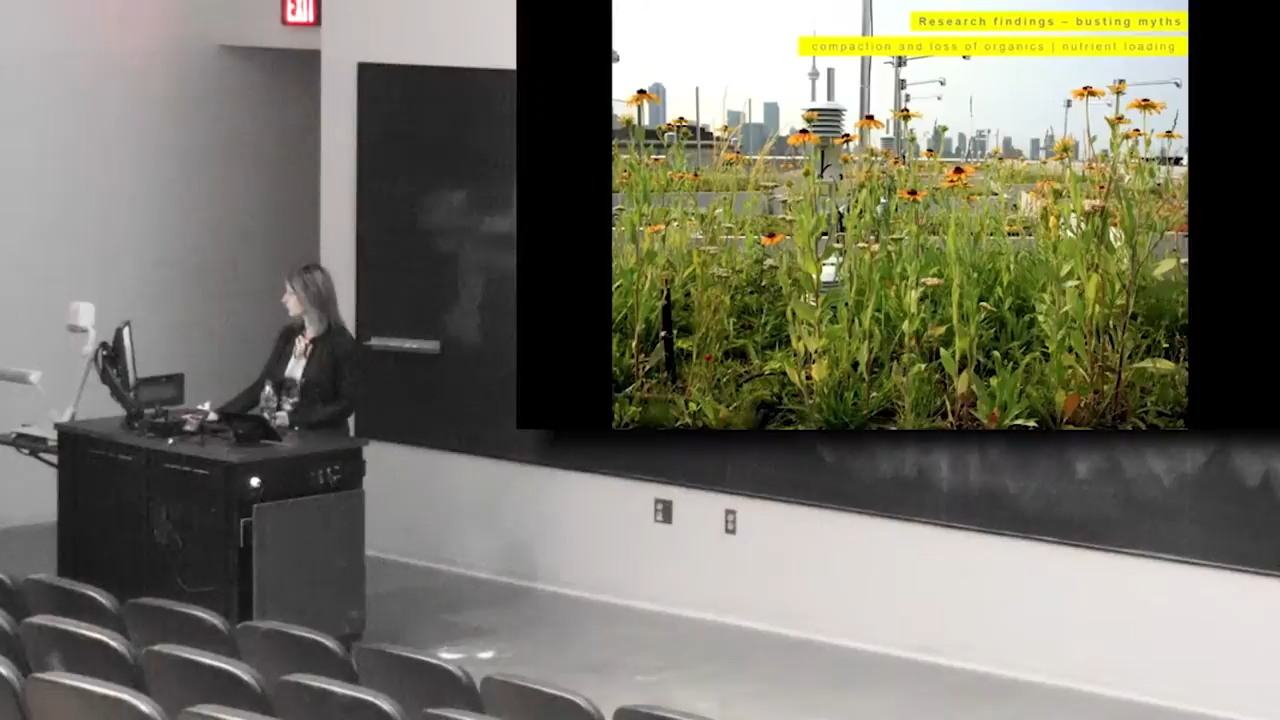 EXIT
Research findings – busting myths
compaction and loss of organics | nutrient loading